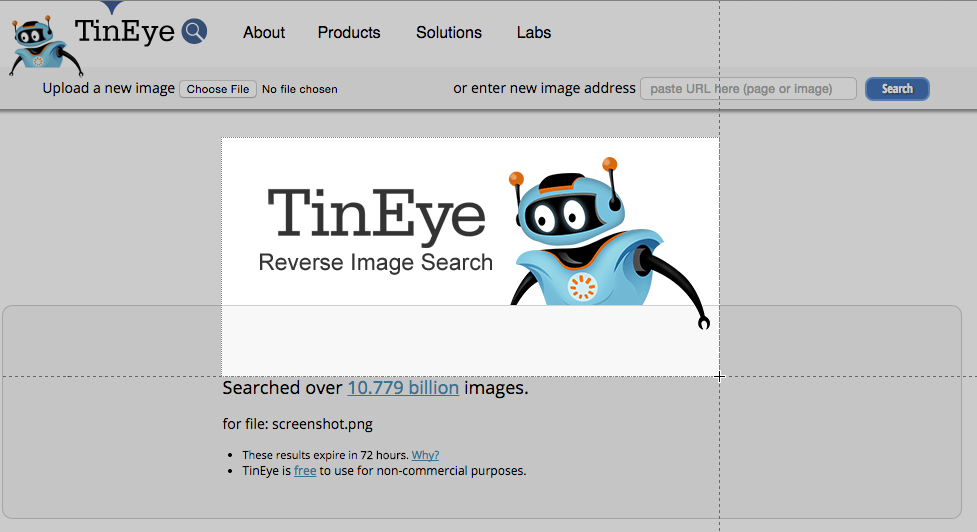 TinEye
About Products Solutions Labs
Upload a new image Choose File No file chosen or enter new image address paste URL here (page or image) Search
TinEye
Reverse Image Search
Searched over 10.779 billion images.
for file: screenshot.png
These results expire in 72 hours. Why?
TinEye is free to use for non-commercial purposes.